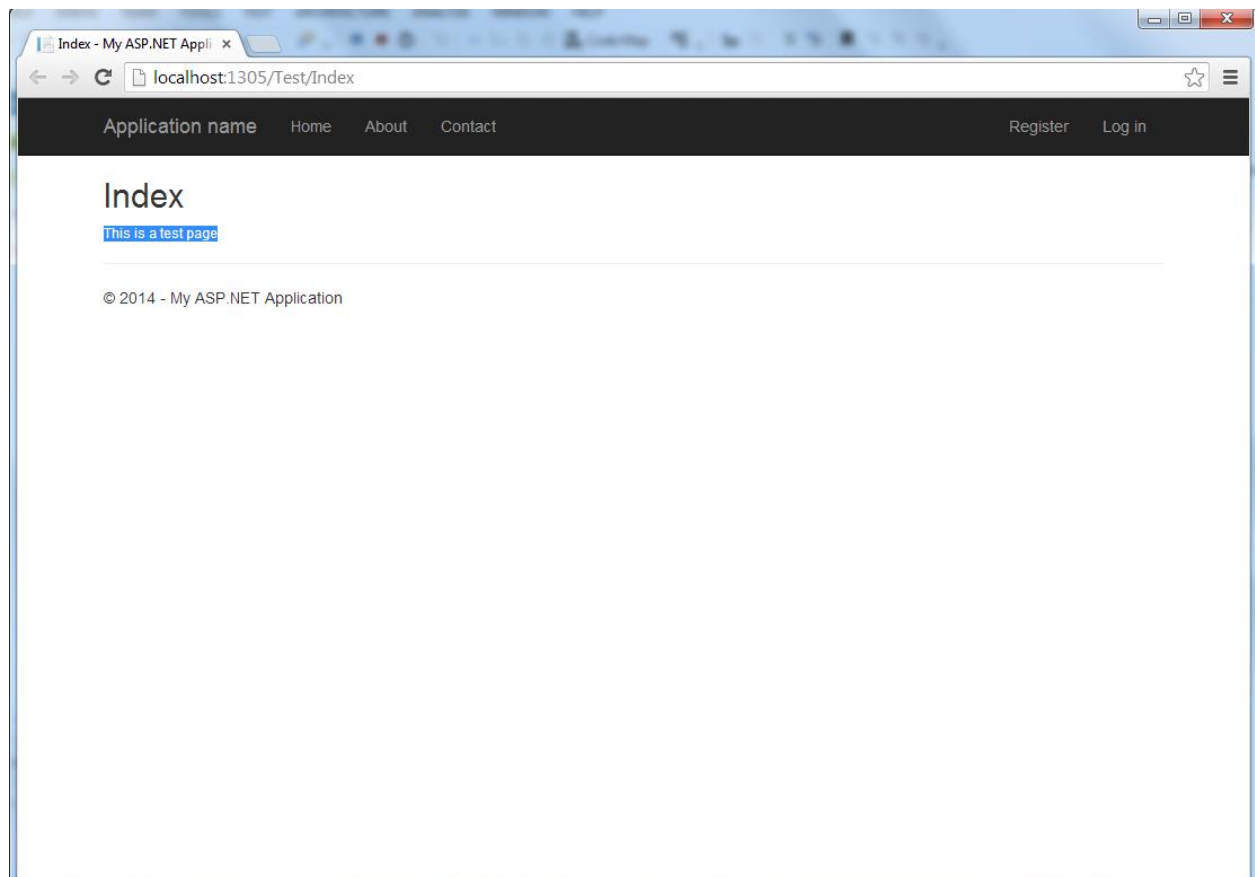 Index - My ASP.NET Appli
localhost:1305/Test/Index
Application name Home About Contact Register Log in
Index
This is a test page
© 2014 - My ASP.NET Application